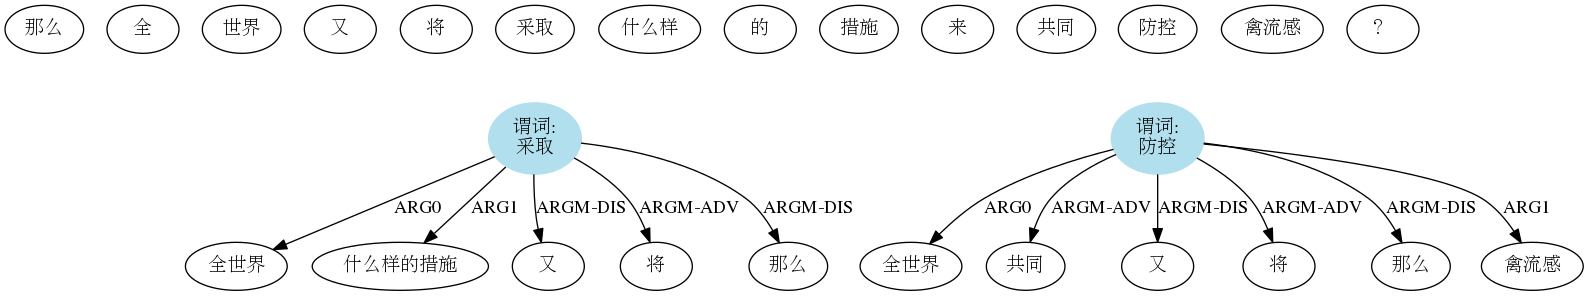 那么 全 世界 又 将 采取 什么样 的 措施 来 共同 防控 禽流感 ？
谓词: 谓词:
采取 防控
ARG0 ARG1 ARGM-DIS ARGM-ADV ARGM-DIS ARG0 ARGM-ADV ARGM-DIS ARGM-ADV ARGM-DIS ARG1
全世界 什么样的措施 又 将 那么 全世界 共同 又 将 那么 禽流感